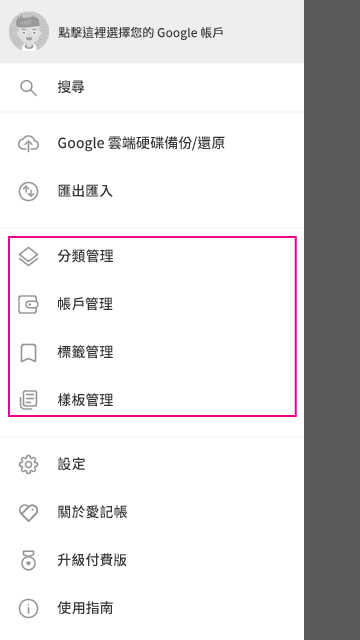 點擊這裡選擇您的 Google 帳戶
搜尋
Google 雲端硬碟備份/還原
匯出匯入
分類管理
帳戶管理
標籤管理
樣板管理
設定
關於愛記帳
升級付費版
使用指南